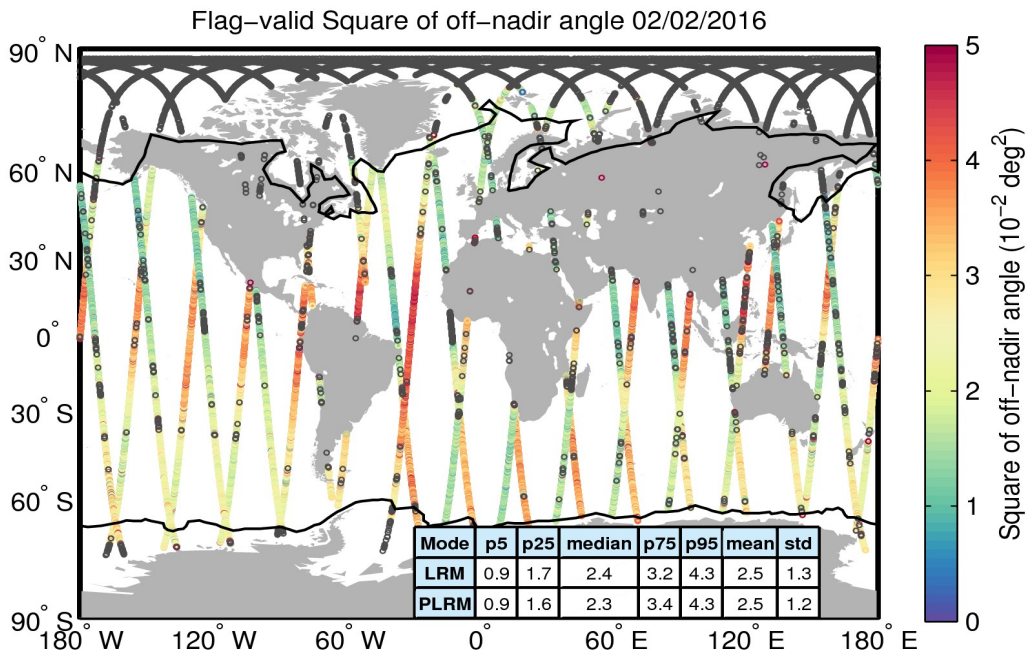 Flag−valid Square of off−nadir angle 02/02/2016
90° N
60° N
30° N
0°
30° S
60° S
90° S
180° W
120° W
60° W
0°
60° E
120° E
180° E
Mode p5 p25 median p75 p95 mean std
LRM 0.9 1.7 2.4 3.2 4.3 2.5 1.3
PLRM 0.9 1.6 2.3 3.4 4.3 2.5 1.2
5
4
3
2
1
0
Square of off−nadir angle (10⁻² deg²)